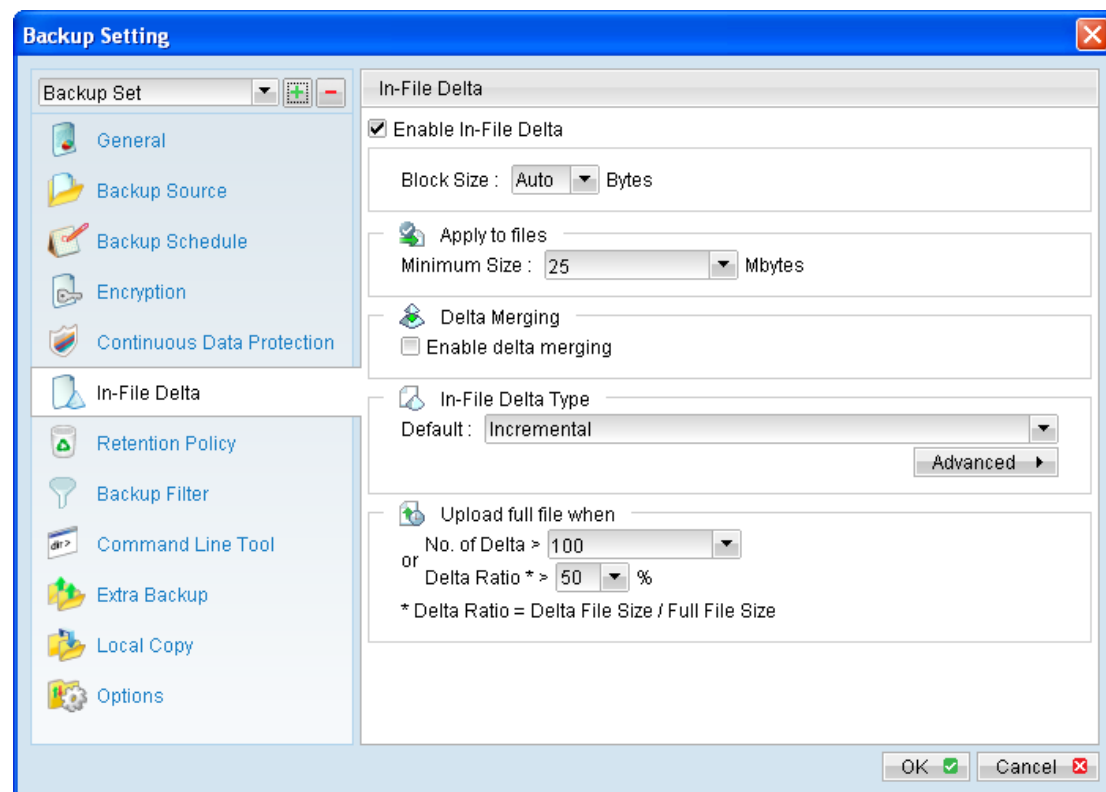 Backup Setting
Backup Set
General
Backup Source
Backup Schedule
Encryption
Continuous Data Protection
In-File Delta
Retention Policy
Backup Filter
Command Line Tool
Extra Backup
Local Copy
Options
In-File Delta
Enable In-File Delta
Block Size : Auto Bytes
Apply to files
Minimum Size : 25 Mbytes
Delta Merging
Enable delta merging
In-File Delta Type
Default : Incremental
Advanced
Upload full file when
No. of Delta > 100
or
Delta Ratio * > 50 %
* Delta Ratio = Delta File Size / Full File Size
OK
Cancel